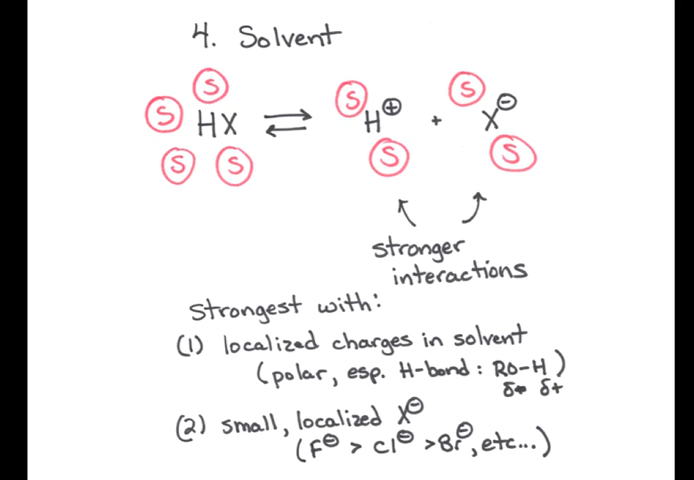 4. Solvent
S
S HX S S ⇌ S H⊕ S + S X⊖ S
stronger
interactions
Strongest with:
(1) localized charges in solvent
(polar, esp. H-bond: RO-H)
δ- δ+
(2) small, localized X⊖
(F⊖ > Cl⊖ > Br⊖, etc...)